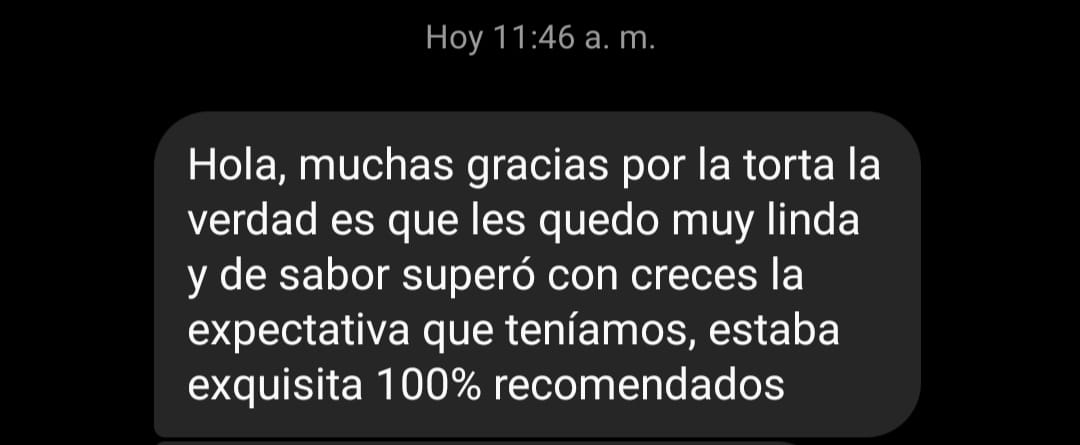 Hoy 11:46 a. m.
Hola, muchas gracias por la torta la
verdad es que les quedo muy linda
y de sabor superó con creces la
expectativa que teníamos, estaba
exquisita 100% recomendados